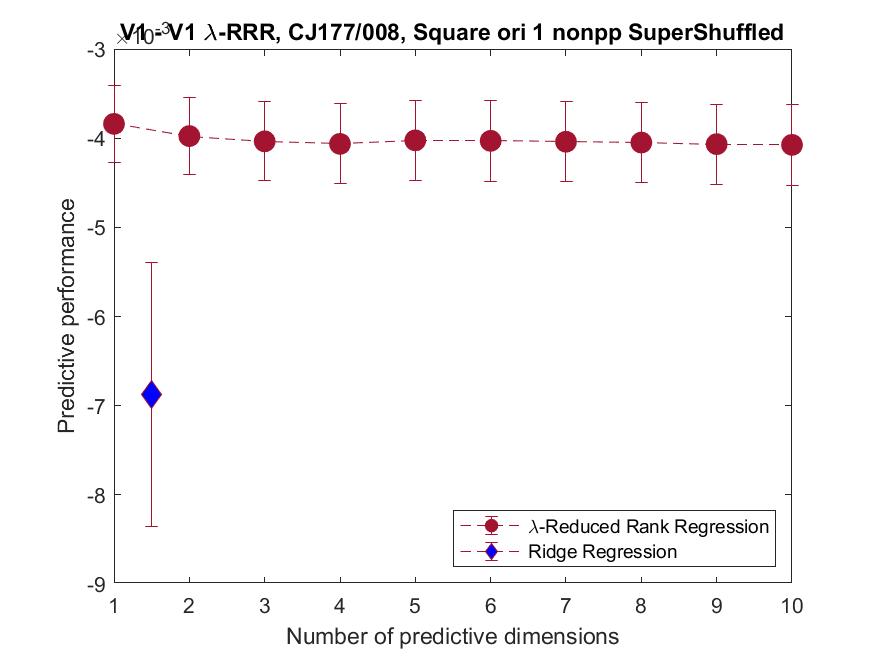 V1 - V1 λ-RRR, CJ177/008, Square ori 1 nonpp SuperShuffled
×10-3
-3
-4
-5
-6
-7
-8
-9
Predictive performance
λ-Reduced Rank Regression
Ridge Regression
1 2 3 4 5 6 7 8 9 10
Number of predictive dimensions